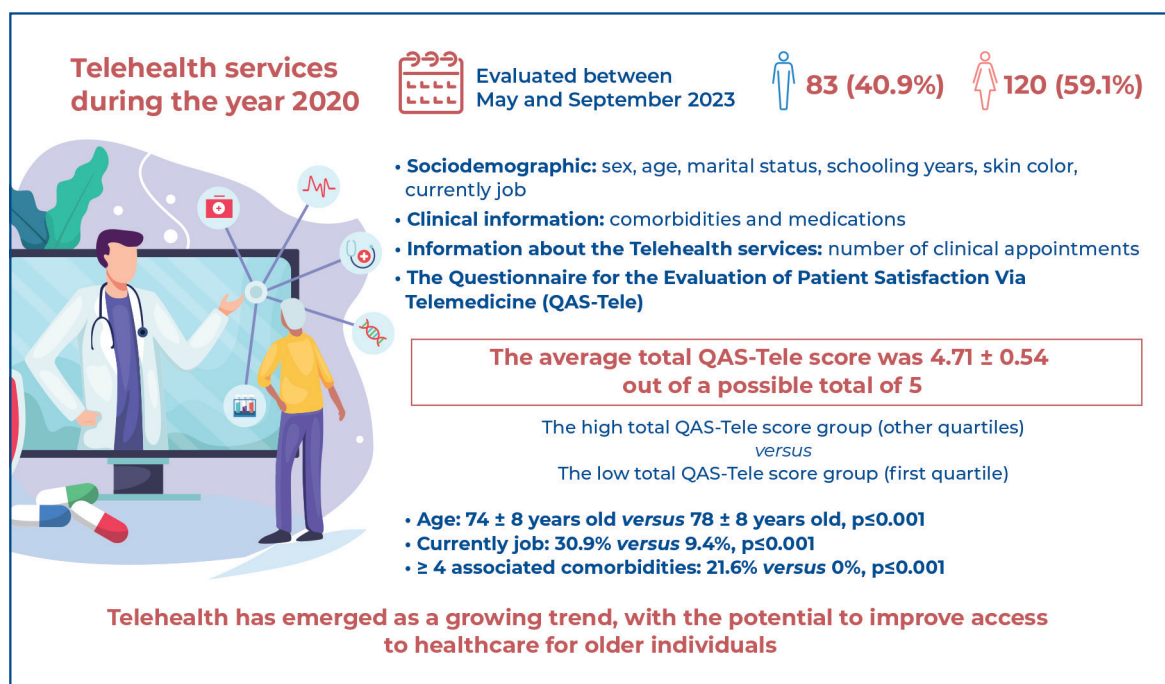 Telehealth services
during the year 2020
Evaluated between
May and September 2023
83 (40.9%)
120 (59.1%)
• Sociodemographic: sex, age, marital status, schooling years, skin color,
currently job
• Clinical information: comorbidities and medications
• Information about the Telehealth services: number of clinical appointments
• The Questionnaire for the Evaluation of Patient Satisfaction Via
Telemedicine (QAS-Tele)
The average total QAS-Tele score was 4.71 ± 0.54
out of a possible total of 5
The high total QAS-Tele score group (other quartiles)
versus
The low total QAS-Tele score group (first quartile)
• Age: 74 ± 8 years old versus 78 ± 8 years old, p≤0.001
• Currently job: 30.9% versus 9.4%, p≤0.001
• ≥ 4 associated comorbidities: 21.6% versus 0%, p≤0.001
Telehealth has emerged as a growing trend, with the potential to improve access
to healthcare for older individuals